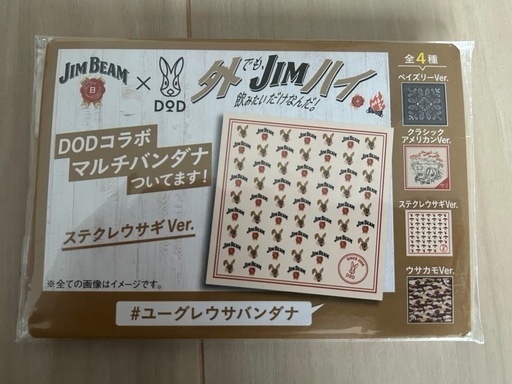 JIM BEAM
B
×
DOD
外でも、JIMハイ
飲みたいだけなんだ!
DODコラボ
マルチバンダナ
ついてます!
ステクレウサギVer.
※全ての画像はイメージです。
#ユーグレウサバンダナ
JIM BEAM
DOD
全4種
ペイズリーVer.
クラシック
アメリカンVer.
ステクレウサギVer.
ウサカモVer.